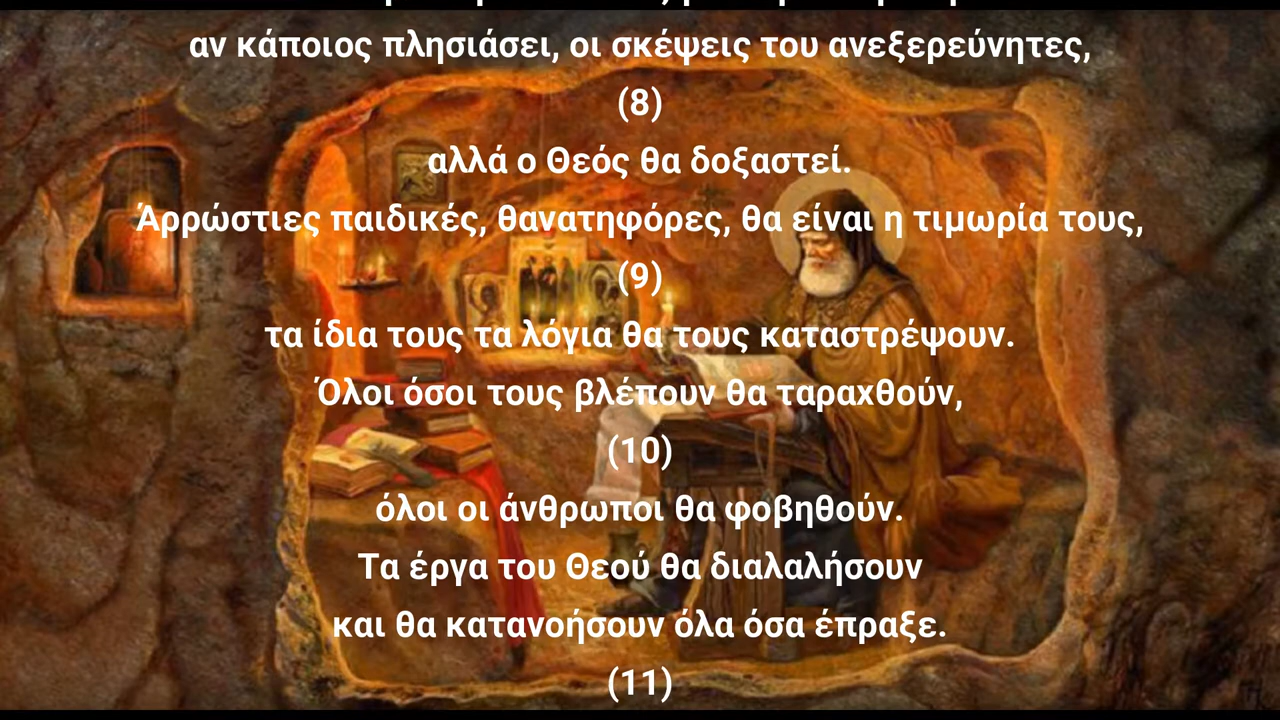 αν κάποιος πλησιάσει, οι σκέψεις του ανεξερεύνητες,
(8)
αλλά ο Θεός θα δοξαστεί.
Άρρώστιες παιδικές, θανατηφόρες, θα είναι η τιμωρία τους,
(9)
τα ίδια τους τα λόγια θα τους καταστρέψουν.
Όλοι όσοι τους βλέπουν θα ταραχθούν,
(10)
όλοι οι άνθρωποι θα φοβηθούν.
Τα έργα του Θεού θα διαλαλήσουν
και θα κατανοήσουν όλα όσα έπραξε.
(11)